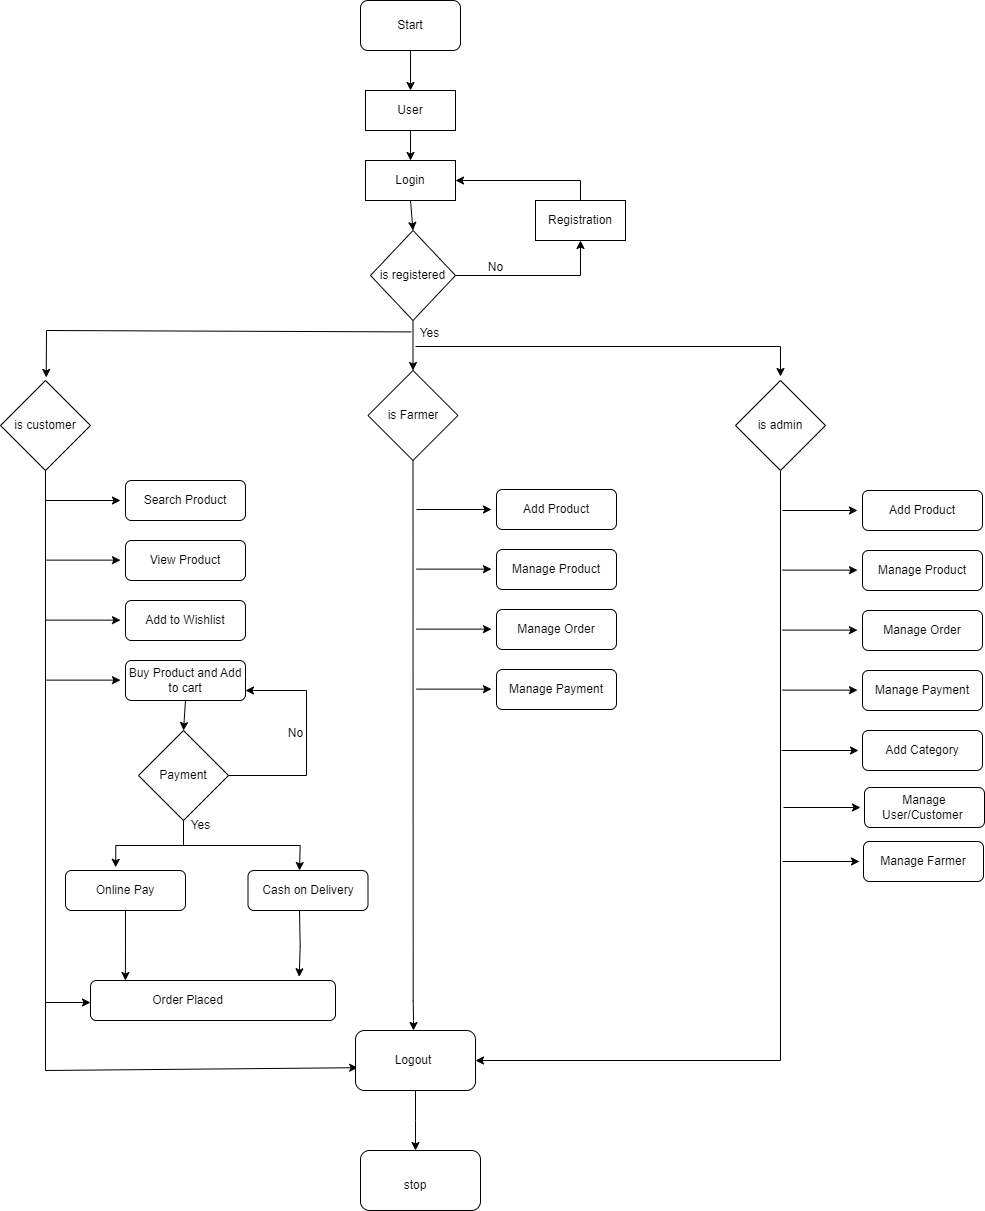 Start
User
Login
Registration
is registered
No
Yes
is customer
is Farmer
is admin
Search Product
View Product
Add to Wishlist
Buy Product and Add
to cart
No
Payment
Yes
Online Pay
Cash on Delivery
Order Placed
Add Product
Manage Product
Manage Order
Manage Payment
Add Product
Manage Product
Manage Order
Manage Payment
Add Category
Manage
User/Customer
Manage Farmer
Logout
stop